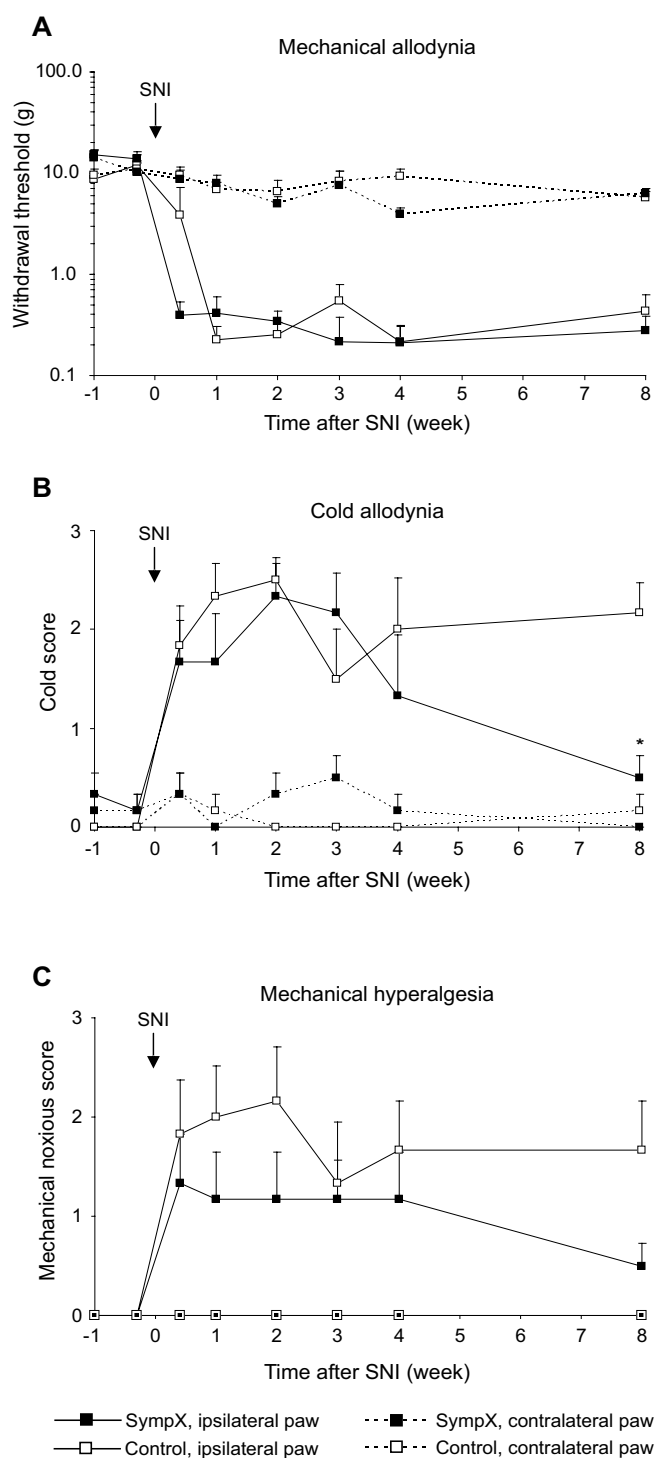 A
Mechanical allodynia
SNI
Withdrawal threshold (g)
100.0
10.0
1.0
0.1
-1 0 1 2 3 4 5 6 7 8
Time after SNI (week)
B
Cold allodynia
SNI
Cold score
3
2
1
0
*
-1 0 1 2 3 4 5 6 7 8
Time after SNI (week)
C
Mechanical hyperalgesia
SNI
Mechanical noxious score
3
2
1
0
-1 0 1 2 3 4 5 6 7 8
Time after SNI (week)
SympX, ipsilateral paw SympX, contralateral paw
Control, ipsilateral paw Control, contralateral paw